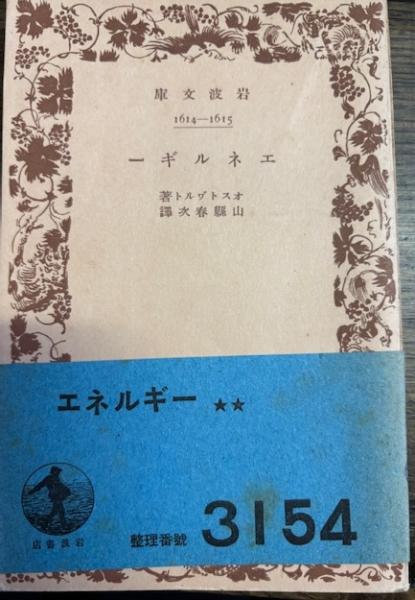 岩波文庫
1614—1615
エネルギー
オストヷルト著
山縣春次譯
エネルギー ★★
岩波書店
整理番號 3154